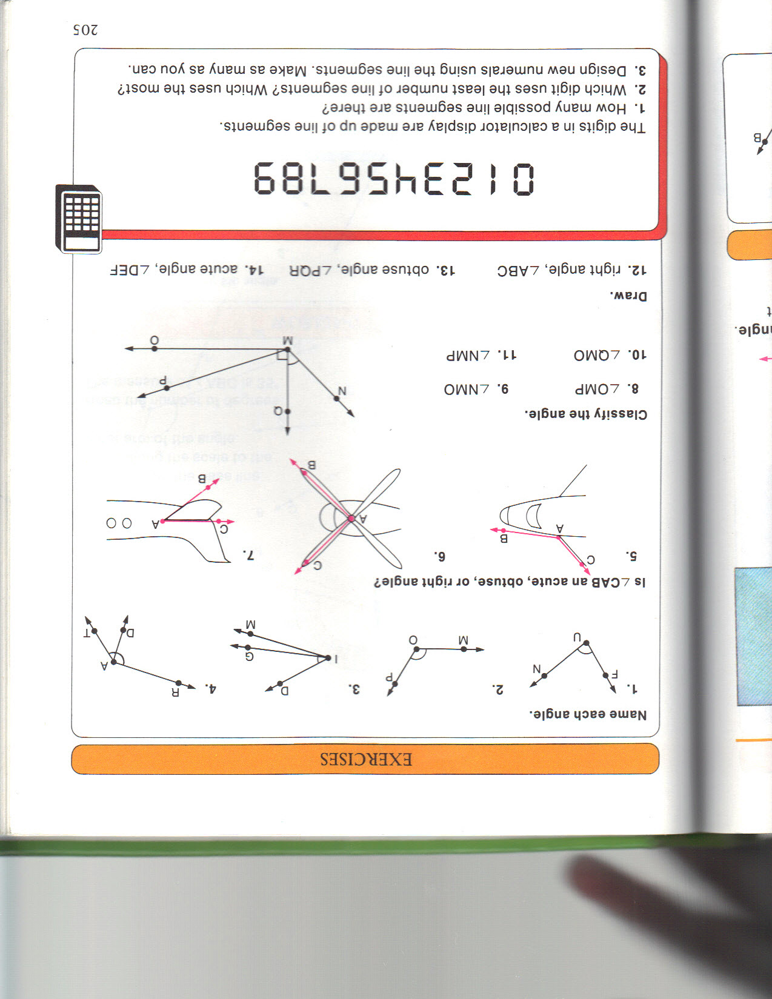 EXERCISES
Name each angle.
1. F N U
2. P M O
3. D G M I
4. R A D T
Is ∠CAB an acute, obtuse, or right angle?
5. C A B
6. C A B
7. C A B
Classify the angle.
8. ∠OMP 9. ∠NMO
10. ∠QMO 11. ∠NMP
N Q P M O
Draw.
12. right angle, ∠ABC 13. obtuse angle, ∠PQR 14. acute angle, ∠DEF
0123456789
The digits in a calculator display are made up of line segments.
1. How many possible line segments are there?
2. Which digit uses the least number of line segments? Which uses the most?
3. Design new numerals using the line segments. Make as many as you can.
205
t
angle.
B